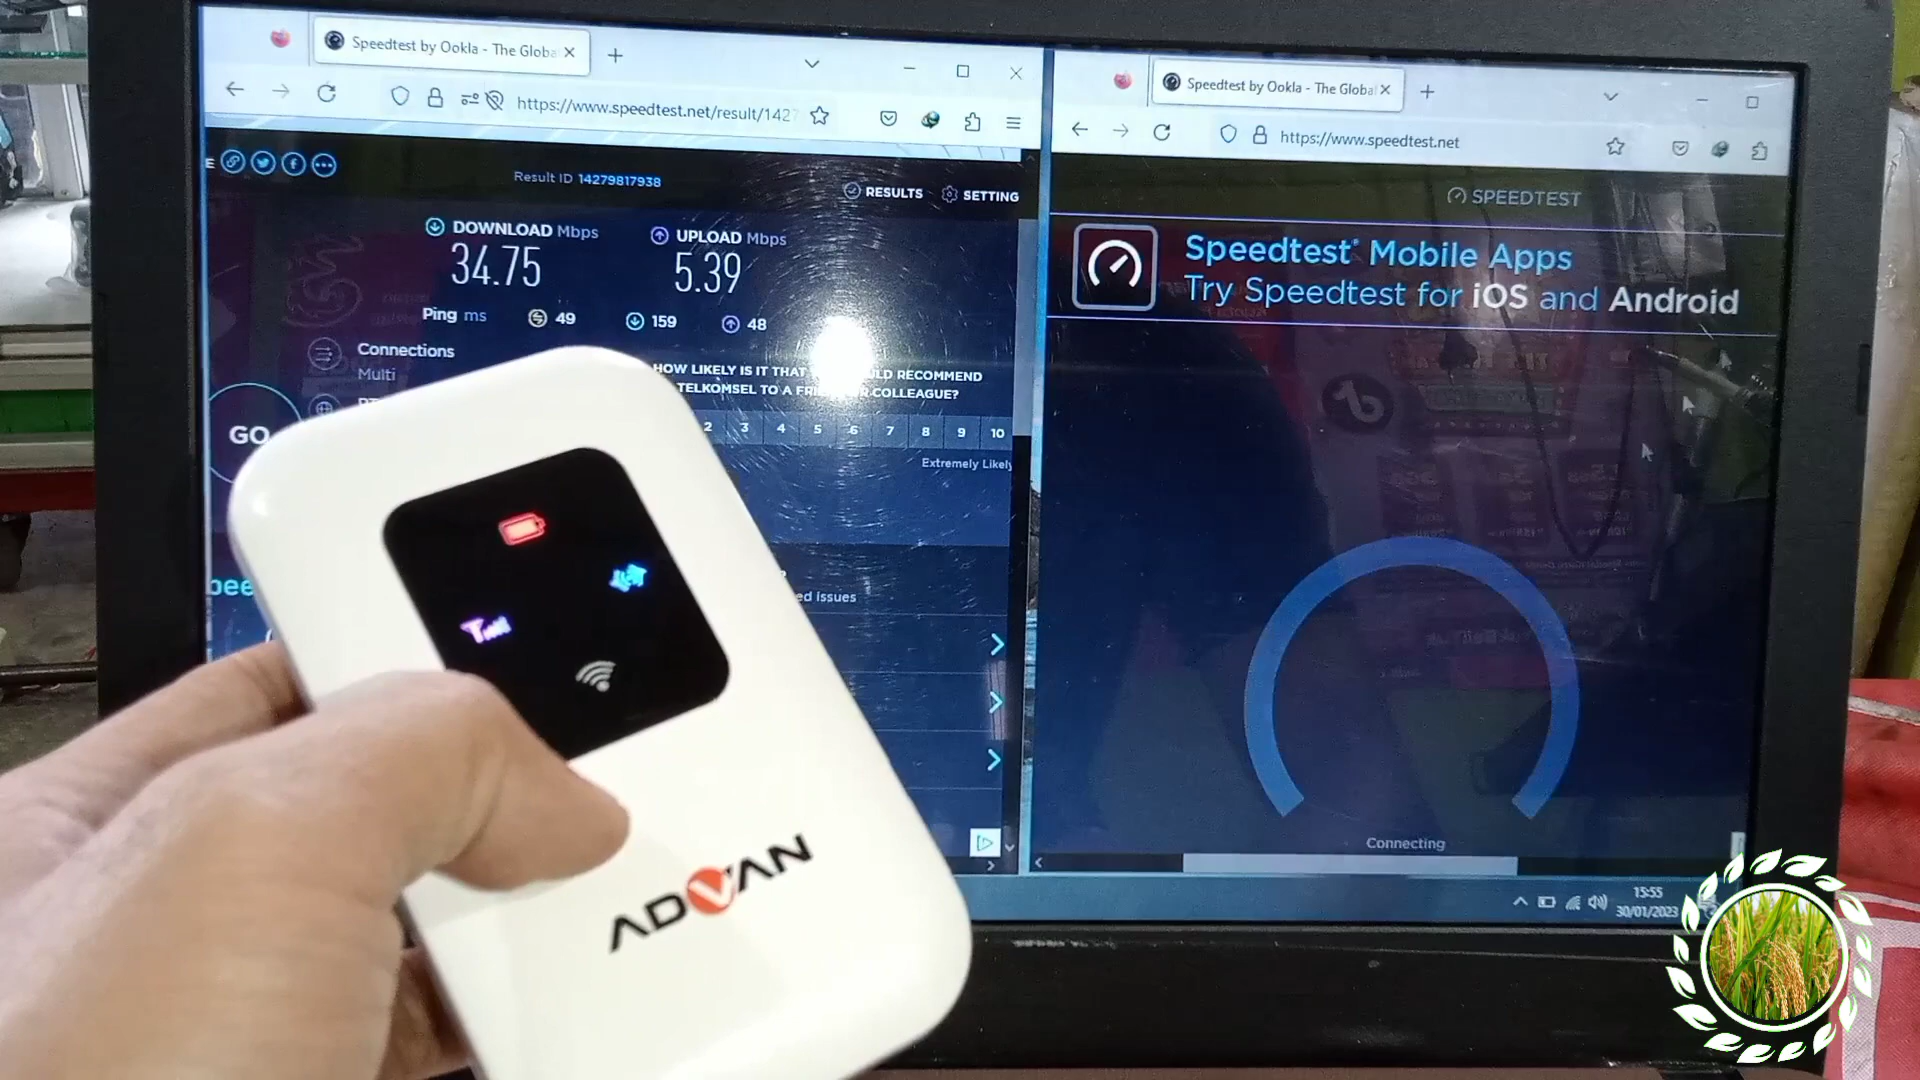 Speedtest by Ookla - The Globa
https://www.speedtest.net/result/1427
E
Result ID 14279817938
RESULTS
SETTING
DOWNLOAD Mbps
34.75
UPLOAD Mbps
5.39
Ping ms
49
159
48
Connections
Multi
HOW LIKELY IS IT THAT
LD RECOMMEND
TELKOMSEL TO A
COLLEAGUE?
GO
2 3 4 5 6 7 8 9 10
Extremely Likely
pee
ed issues
Speedtest by Ookla - The Global
https://www.speedtest.net
SPEEDTEST
Speedtest® Mobile Apps
Try Speedtest for iOS and Android
Connecting
15:55
30/01/2023
ADVAN